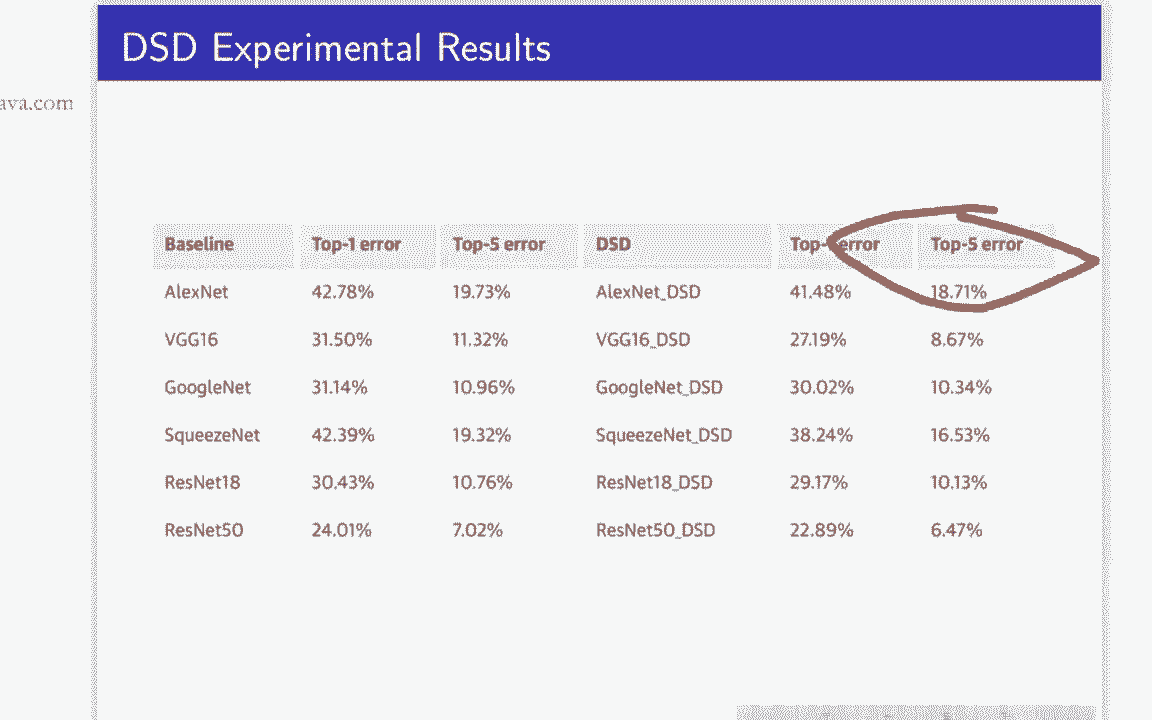 DSD Experimental Results
ava.com
Baseline Top-1 error Top-5 error DSD Top- error Top-5 error
AlexNet 42.78% 19.73% AlexNet_DSD 41.48% 18.71%
VGG16 31.50% 11.32% VGG16_DSD 27.19% 8.67%
GoogleNet 31.14% 10.96% GoogleNet_DSD 30.02% 10.34%
SqueezeNet 42.39% 19.32% SqueezeNet_DSD 38.24% 16.53%
ResNet18 30.43% 10.76% ResNet18_DSD 29.17% 10.13%
ResNet50 24.01% 7.02% ResNet50_DSD 22.89% 6.47%